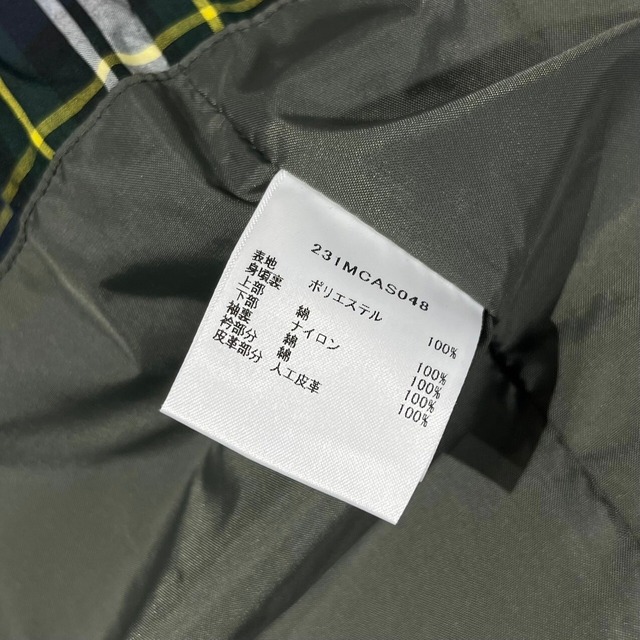 231MCAS048
表地 ポリエステル 100%
身頃裏
上部 綿 100%
下部 ナイロン 100%
袖裏 綿 100%
衿部分 綿 100%
皮革部分 人工皮革